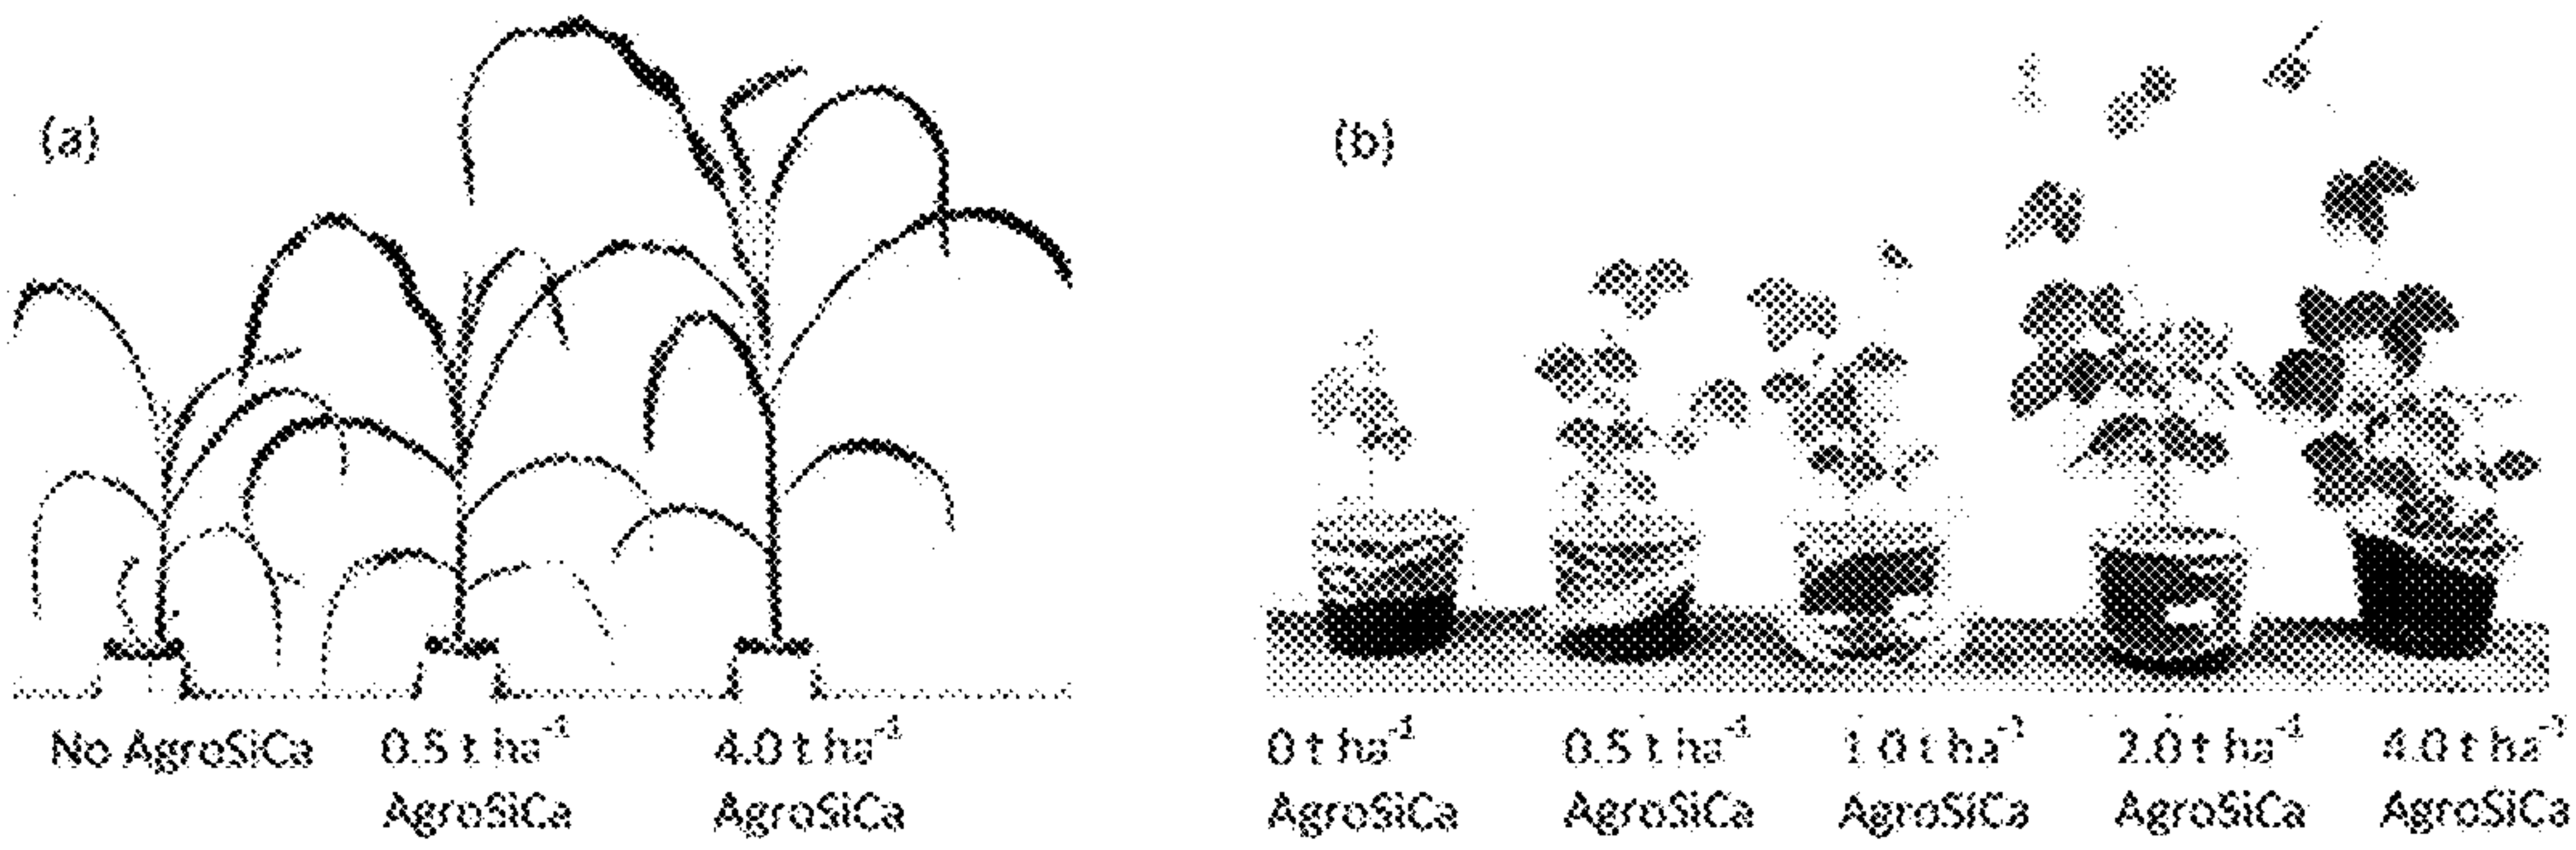 (a)
(b)
No AgroSiCa
0.5 t ha⁻¹
AgroSiCa
4.0 t ha⁻¹
AgroSiCa
0 t ha⁻¹
AgroSiCa
0.5 t ha⁻¹
AgroSiCa
1.0 t ha⁻¹
AgroSiCa
2.0 t ha⁻¹
AgroSiCa
4.0 t ha⁻¹
AgroSiCa